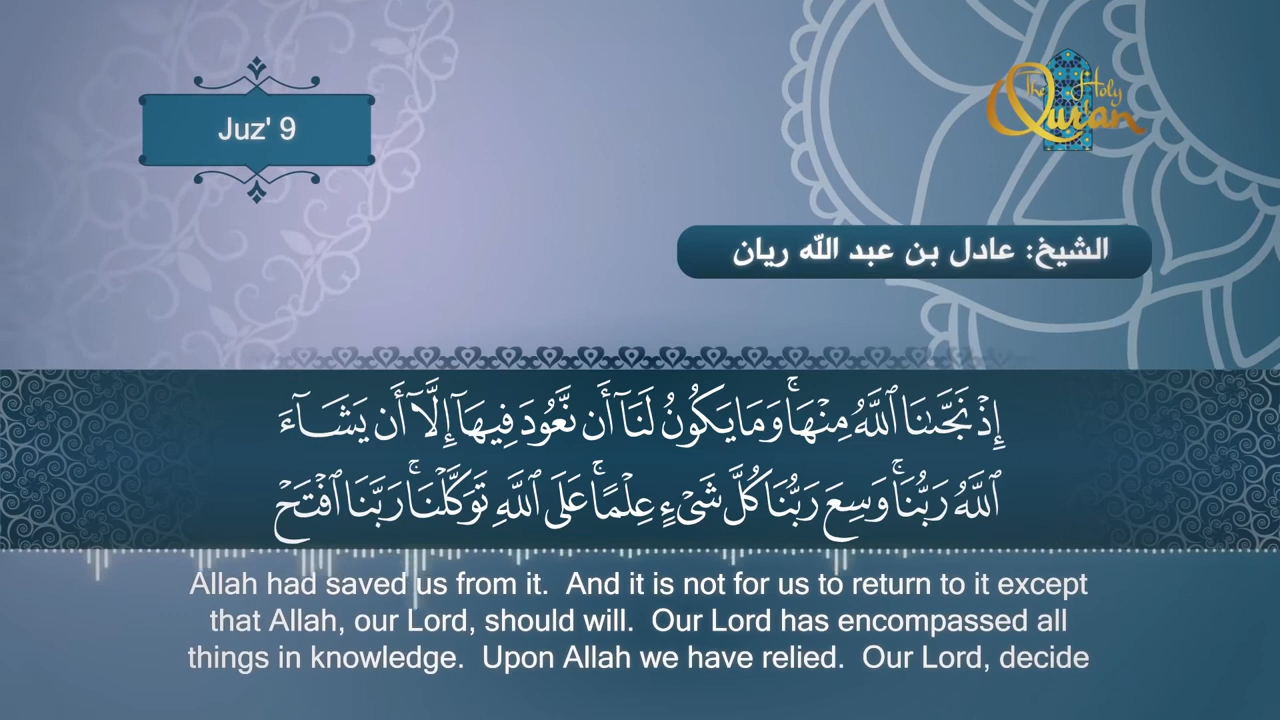 Juz' 9
The Holy
Quran
الشيخ: عادل بن عبد الله ريان
إِذْ نَجَّىٰنَا ٱللَّهُ مِنْهَاۚ وَمَا يَكُونُ لَنَآ أَن نَّعُودَ فِيهَآ إِلَّآ أَن يَشَآءَ
ٱللَّهُ رَبُّنَاۚ وَسِعَ رَبُّنَا كُلَّ شَىْءٍ عِلْمًاۚ عَلَى ٱللَّهِ تَوَكَّلْنَاۚ رَبَّنَا ٱفْتَحْ
Allah had saved us from it.  And it is not for us to return to it except
that Allah, our Lord, should will.  Our Lord has encompassed all
things in knowledge.  Upon Allah we have relied.  Our Lord, decide